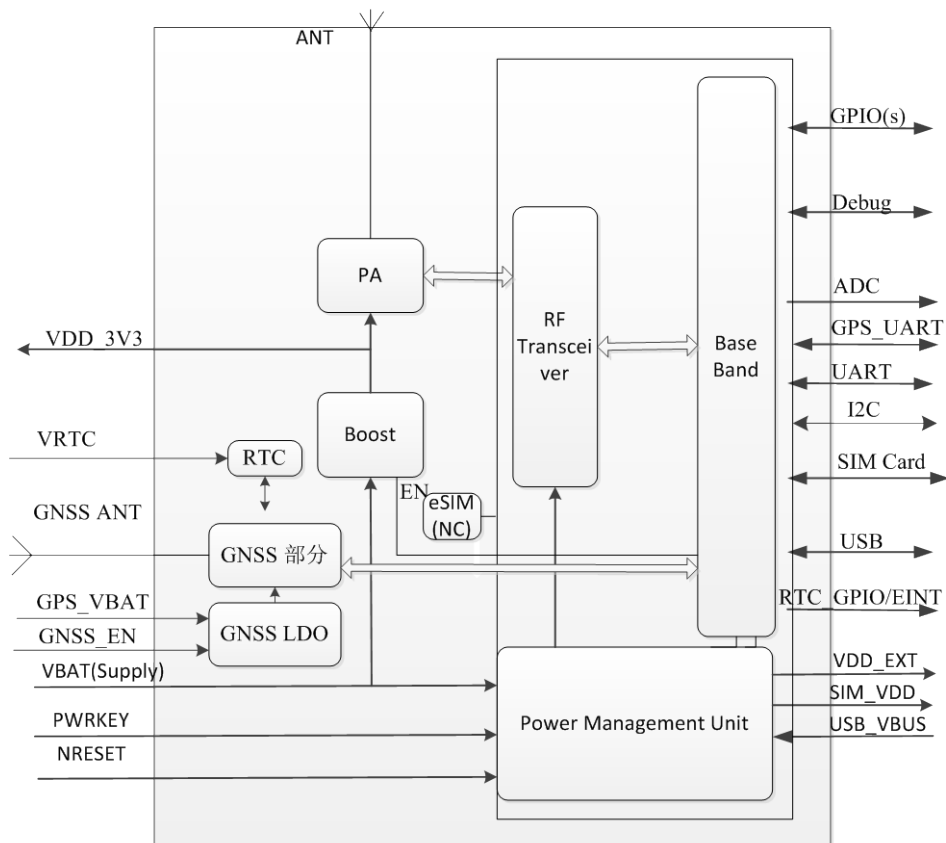 ANT
GPIO(s)
Debug
PA
ADC
RF
Transcei
ver
Base
Band
GPS_UART
VDD_3V3
UART
Boost
I2C
VRTC
RTC
SIM Card
EN
eSIM
(NC)
GNSS ANT
GNSS 部分
USB
GPS_VBAT
RTC_GPIO/EINT
GNSS_EN
GNSS LDO
VBAT(Supply)
VDD_EXT
SIM_VDD
PWRKEY
Power Management Unit
USB_VBUS
NRESET